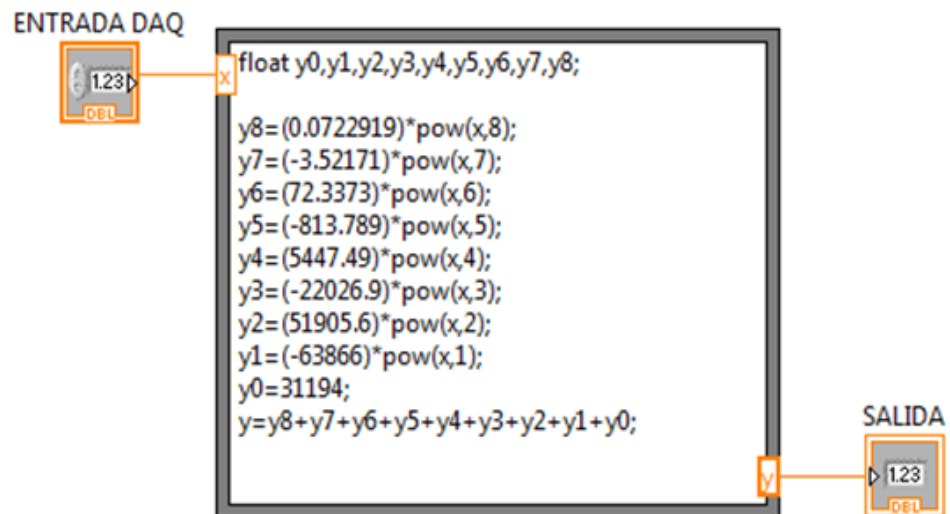 ENTRADA DAQ
1.23
DBL
x
float y0,y1,y2,y3,y4,y5,y6,y7,y8;
y8=(0.0722919)*pow(x,8);
y7=(-3.52171)*pow(x,7);
y6=(72.3373)*pow(x,6);
y5=(-813.789)*pow(x,5);
y4=(5447.49)*pow(x,4);
y3=(-22026.9)*pow(x,3);
y2=(51905.6)*pow(x,2);
y1=(-63866)*pow(x,1);
y0=31194;
y=y8+y7+y6+y5+y4+y3+y2+y1+y0;
y
SALIDA
1.23
DBL